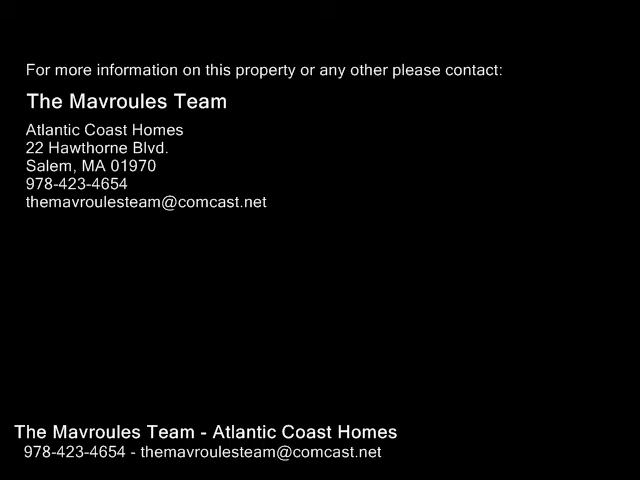 For more information on this property or any other please contact:
The Mavroules Team
Atlantic Coast Homes
22 Hawthorne Blvd.
Salem, MA 01970
978-423-4654
themavroulesteam@comcast.net
The Mavroules Team - Atlantic Coast Homes
978-423-4654 - themavroulesteam@comcast.net